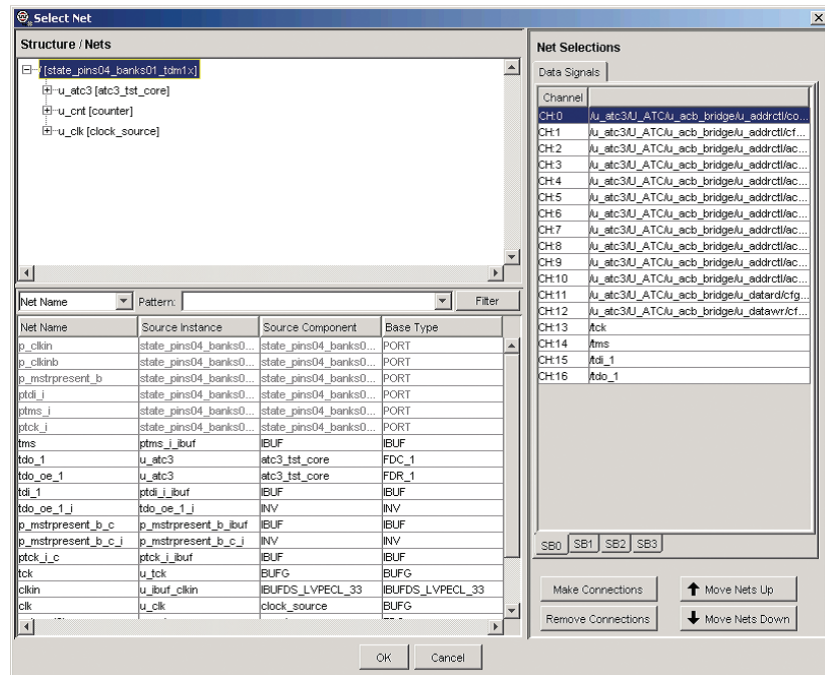 Select Net
Structure / Nets
/ [state_pins04_banks01_tdm1x]
u_atc3 [atc3_tst_core]
u_cnt [counter]
u_clk [clock_source]
Net Name Pattern: Filter
Net Name Source Instance Source Component Base Type
p_clkin state_pins04_banks0... state_pins04_banks0... PORT
p_clkinb state_pins04_banks0... state_pins04_banks0... PORT
p_mstrpresent_b state_pins04_banks0... state_pins04_banks0... PORT
ptdi_i state_pins04_banks0... state_pins04_banks0... PORT
ptms_i state_pins04_banks0... state_pins04_banks0... PORT
ptck_i state_pins04_banks0... state_pins04_banks0... PORT
tms ptms_i_ibuf IBUF IBUF
tdo_1 u_atc3 atc3_tst_core FDC_1
tdo_oe_1 u_atc3 atc3_tst_core FDR_1
tdi_1 ptdi_i_ibuf IBUF IBUF
tdo_oe_1_i tdo_oe_1_i INV INV
p_mstrpresent_b_c p_mstrpresent_b_ibuf IBUF IBUF
p_mstrpresent_b_c_i p_mstrpresent_b_c_i INV INV
ptck_i_c ptck_i_ibuf IBUF IBUF
tck u_tck BUFG BUFG
clkin u_ibuf_clkin IBUFDS_LVPECL_33 IBUFDS_LVPECL_33
clk u_clk clock_source BUFG
Net Selections
Data Signals
Channel
CH:0 /u_atc3/U_ATC/u_acb_bridge/u_addrctl/co...
CH:1 /u_atc3/U_ATC/u_acb_bridge/u_addrctl/cf...
CH:2 /u_atc3/U_ATC/u_acb_bridge/u_addrctl/ac...
CH:3 /u_atc3/U_ATC/u_acb_bridge/u_addrctl/ac...
CH:4 /u_atc3/U_ATC/u_acb_bridge/u_addrctl/ac...
CH:5 /u_atc3/U_ATC/u_acb_bridge/u_addrctl/ac...
CH:6 /u_atc3/U_ATC/u_acb_bridge/u_addrctl/ac...
CH:7 /u_atc3/U_ATC/u_acb_bridge/u_addrctl/ac...
CH:8 /u_atc3/U_ATC/u_acb_bridge/u_addrctl/ac...
CH:9 /u_atc3/U_ATC/u_acb_bridge/u_addrctl/ac...
CH:10 /u_atc3/U_ATC/u_acb_bridge/u_addrctl/ac...
CH:11 /u_atc3/U_ATC/u_acb_bridge/u_datard/cfg...
CH:12 /u_atc3/U_ATC/u_acb_bridge/u_datawr/cf...
CH:13 /tck
CH:14 /tms
CH:15 /tdi_1
CH:16 /tdo_1
SB0 SB1 SB2 SB3
Make Connections Move Nets Up
Remove Connections Move Nets Down
OK Cancel